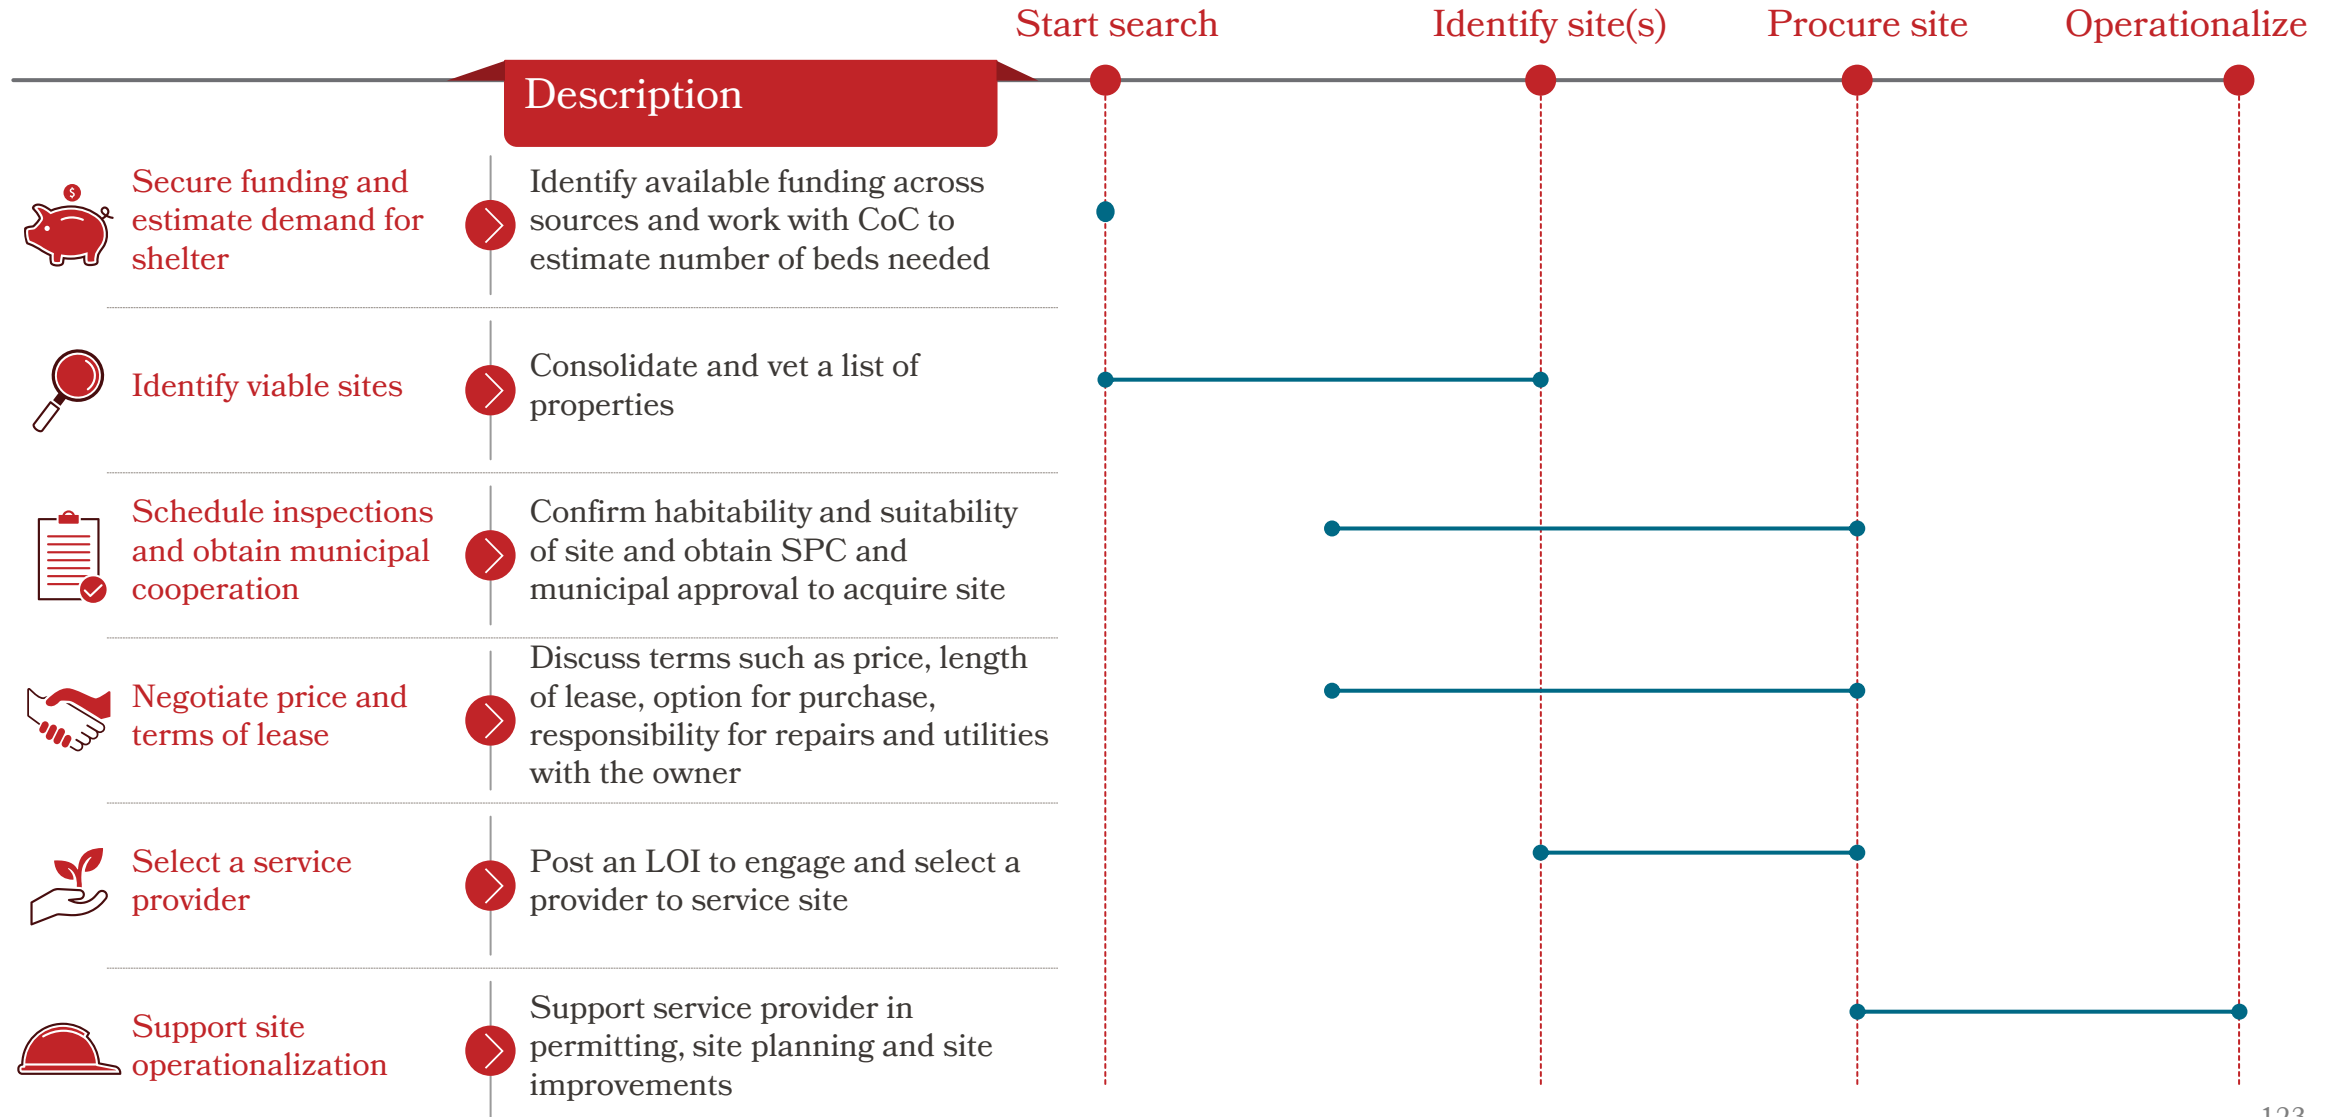 Start search
Identify site(s)
Procure site
Operationalize
Description
$
Secure funding and
estimate demand for
shelter
Identify available funding across
sources and work with CoC to
estimate number of beds needed
Identify viable sites
Consolidate and vet a list of
properties
Schedule inspections
and obtain municipal
cooperation
Confirm habitability and suitability
of site and obtain SPC and
municipal approval to acquire site
Negotiate price and
terms of lease
Discuss terms such as price, length
of lease, option for purchase,
responsibility for repairs and utilities
with the owner
Select a service
provider
Post an LOI to engage and select a
provider to service site
Support site
operationalization
Support service provider in
permitting, site planning and site
improvements
123